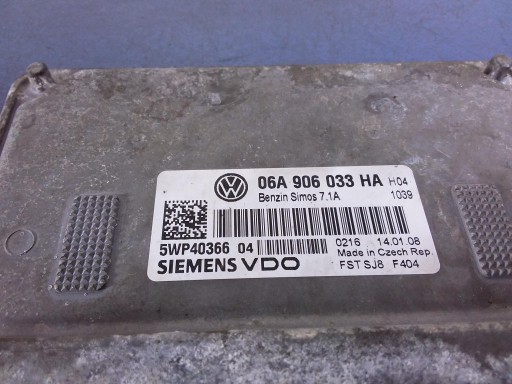 06A 906 033 HA H04
Benzin Simos 7.1A 1039
5WP40366 04 0216 14.01.08
Made in Czech Rep.
SIEMENS VDO FST SJ8 F404